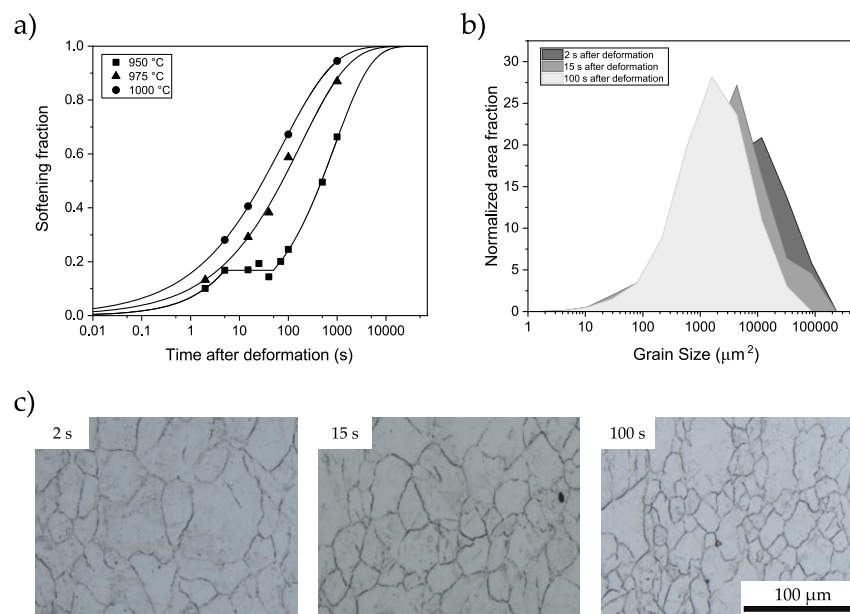 a)
1.0
0.8
0.6
0.4
0.2
0.0
Softening fraction
950 °C
975 °C
1000 °C
0.01
0.1
1
10
100
1000
10000
Time after deformation (s)
b)
30
25
20
15
10
5
0
Normalized area fraction
2 s after deformation
15 s after deformation
100 s after deformation
1
10
100
1000
10000
100000
Grain Size (μm²)
c)
2 s
15 s
100 s
100 μm